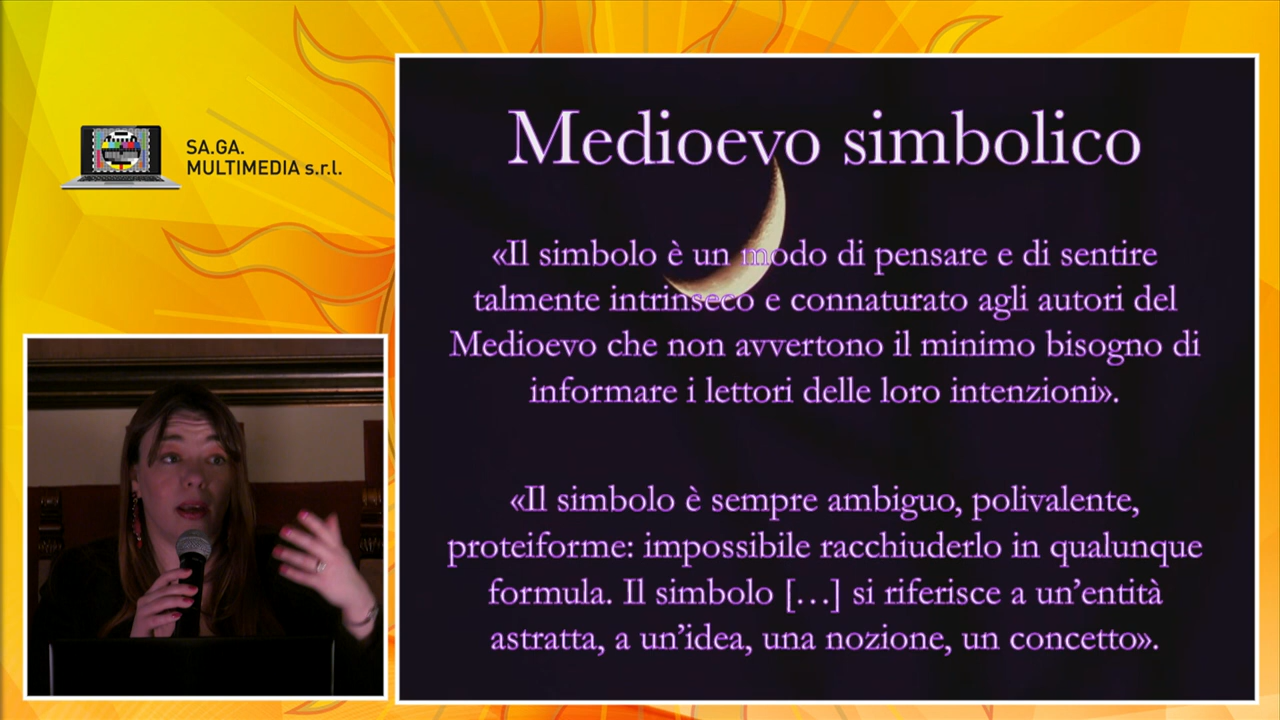 SA.GA.
MULTIMEDIA s.r.l.
Medioevo simbolico
«Il simbolo è un modo di pensare e di sentire
talmente intrinseco e connaturato agli autori del
Medioevo che non avvertono il minimo bisogno di
informare i lettori delle loro intenzioni».
«Il simbolo è sempre ambiguo, polivalente,
proteiforme: impossibile racchiuderlo in qualunque
formula. Il simbolo […] si riferisce a un’entità
astratta, a un’idea, una nozione, un concetto».